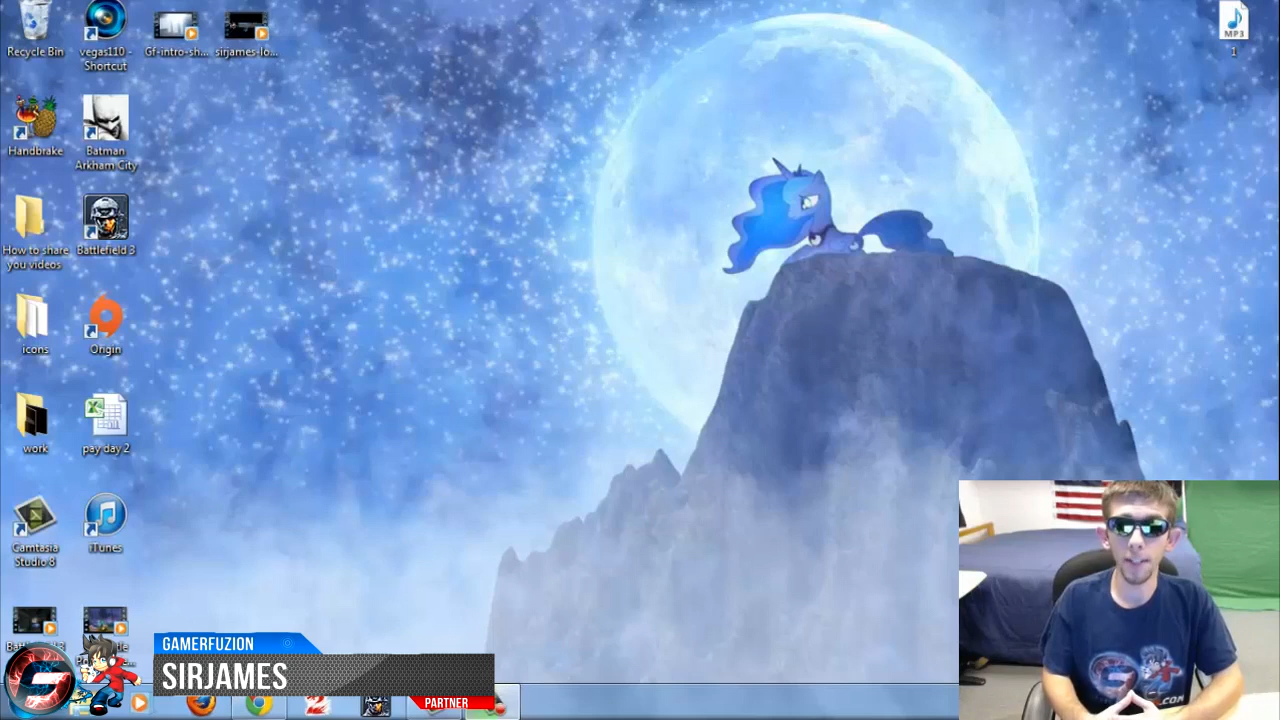 Recycle Bin
vegas110 -
Shortcut
Gf-intro-sh...
sirjames-lo...
MP3
1
Handbrake
Batman
Arkham City
How to share
you videos
Battlefield 3
icons
Origin
work
pay day 2
Camtasia
Studio 8
iTunes
GAMERFUZION
SIRJAMES
PARTNER
.COM